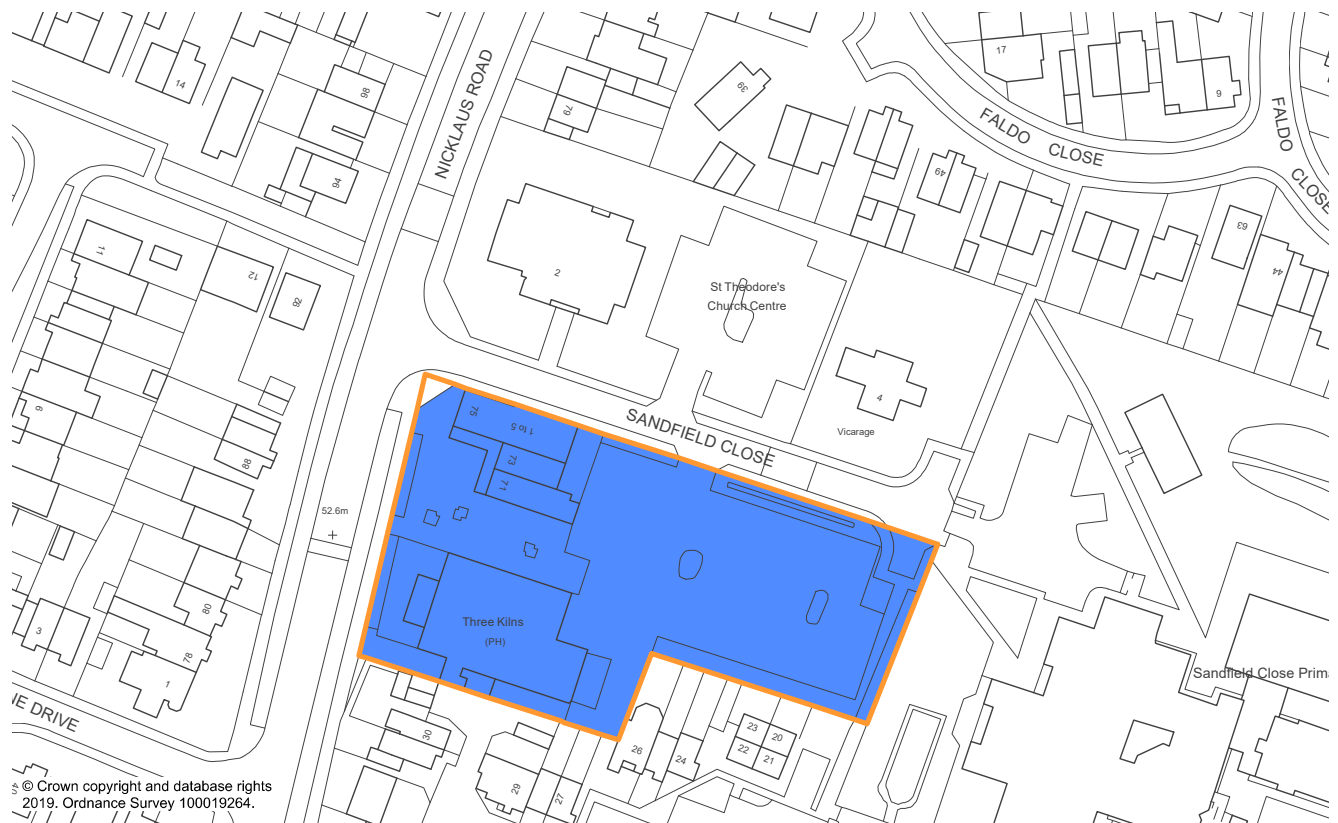 17
9
14
98
79
39
NICKLAUS ROAD
FALDO CLOSE
FALDO CLOSE
94
49
63
44
11
12
92
2
St Theodore's
Church Centre
4
Vicarage
9
88
75
1 to 5
73
71
SANDFIELD CLOSE
52.6m
80
78
3
1
Three Kilns
(PH)
Sandfield Close Prim
NE DRIVE
30
29
27
26
24
23
20
22
21
© Crown copyright and database rights
2019. Ordnance Survey 100019264.